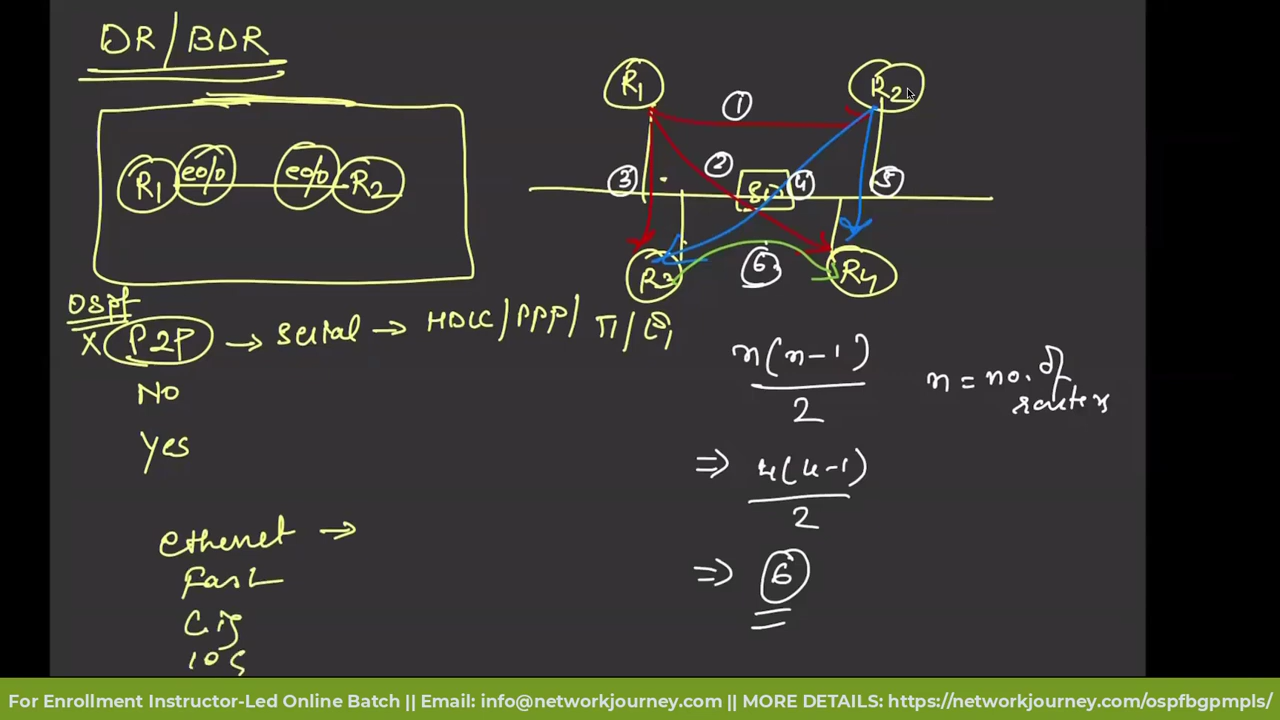 DR/BDR
R1 e0/0 e0/0 R2
OSPF
X P2P → Serial → HDLC/PPP/ T1/E1
No
Yes
Ethernet →
Fast
Gig
10G
R1 ① R2
②
③ S1 ④ ⑤
R3 ⑥ R4
n(n-1)
2
n = no. of
routers
⇒ 4(4-1)
2
⇒ 6
For Enrollment Instructor-Led Online Batch || Email: info@networkjourney.com || MORE DETAILS: https://networkjourney.com/ospfbgpmpls/